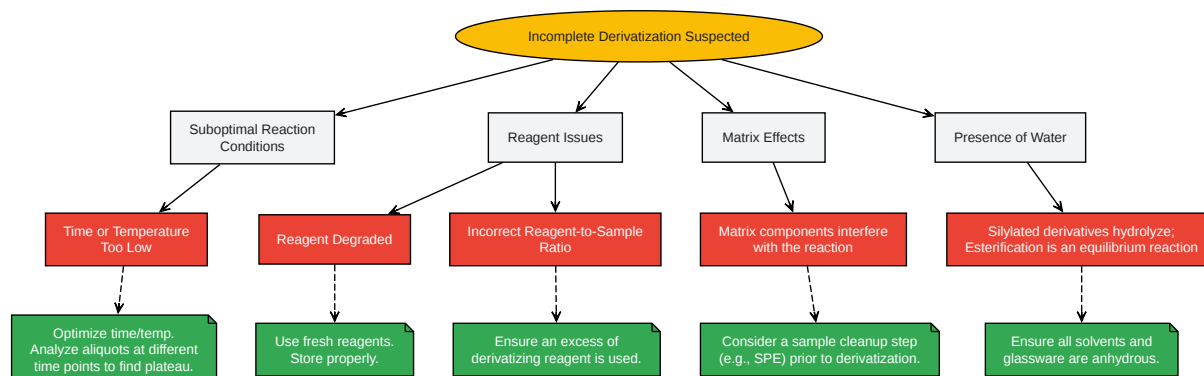 Incomplete Derivatization Suspected
Suboptimal Reaction
Conditions
Reagent Issues
Matrix Effects
Presence of Water
Time or Temperature
Too Low
Reagent Degraded
Incorrect Reagent-to-Sample
Ratio
Matrix components interfere
with the reaction
Silylated derivatives hydrolyze;
Esterification is an equilibrium reaction
Optimize time/temp.
Analyze aliquots at different
time points to find plateau.
Use fresh reagents.
Store properly.
Ensure an excess of
derivatizing reagent is used.
Consider a sample cleanup step
(e.g., SPE) prior to derivatization.
Ensure all solvents and
glassware are anhydrous.